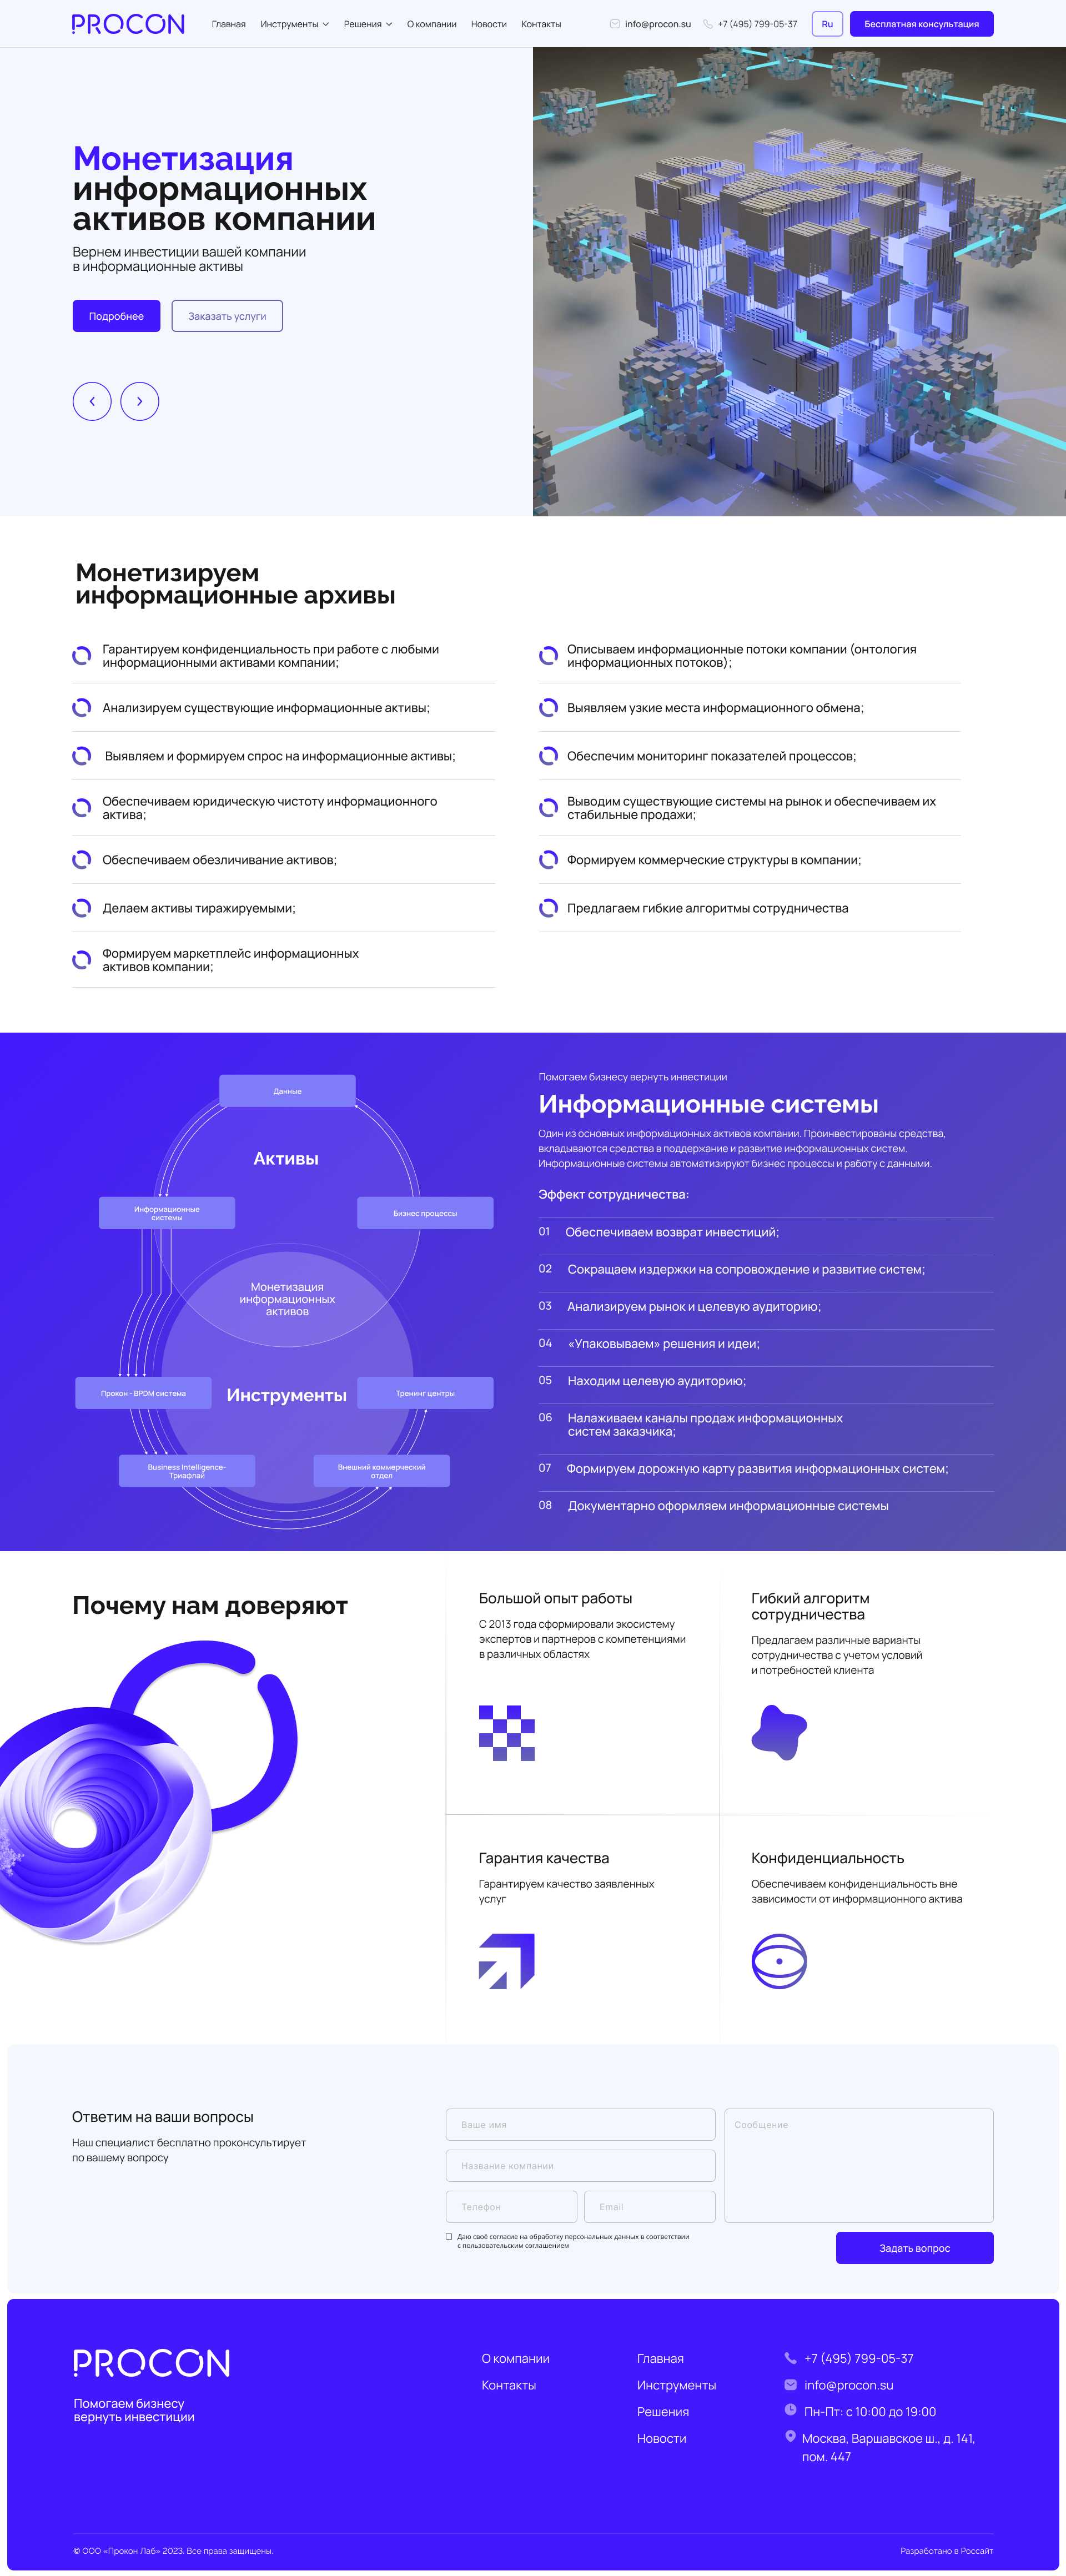 PROCON
Главная
Инструменты
Решения
О компании
Новости
Контакты
info@procon.su
+7 (495) 799-05-37
Ru
Бесплатная консультация
Монетизация
информационных
активов компании
Вернем инвестиции вашей компании
в информационные активы
Подробнее
Заказать услуги
Монетизируем
информационные архивы
Гарантируем конфиденциальность при работе с любыми
информационными активами компании;
Анализируем существующие информационные активы;
Выявляем и формируем спрос на информационные активы;
Обеспечиваем юридическую чистоту информационного
актива;
Обеспечиваем обезличивание активов;
Делаем активы тиражируемыми;
Формируем маркетплейс информационных
активов компании;
Описываем информационные потоки компании (онтология
информационных потоков);
Выявляем узкие места информационного обмена;
Обеспечим мониторинг показателей процессов;
Выводим существующие системы на рынок и обеспечиваем их
стабильные продажи;
Формируем коммерческие структуры в компании;
Предлагаем гибкие алгоритмы сотрудничества
Данные
Активы
Информационные
системы
Бизнес процессы
Монетизация
информационных
активов
Прокон - BPDM система
Инструменты
Тренинг центры
Business Intelligence-
Триафлай
Внешний коммерческий
отдел
Помогаем бизнесу вернуть инвестиции
Информационные системы
Один из основных информационных активов компании. Проинвестированы средства,
вкладываются средства в поддержание и развитие информационных систем.
Информационные системы автоматизируют бизнес процессы и работу с данными.
Эффект сотрудничества:
01 Обеспечиваем возврат инвестиций;
02 Сокращаем издержки на сопровождение и развитие систем;
03 Анализируем рынок и целевую аудиторию;
04 «Упаковываем» решения и идеи;
05 Находим целевую аудиторию;
06 Налаживаем каналы продаж информационных
систем заказчика;
07 Формируем дорожную карту развития информационных систем;
08 Документарно оформляем информационные системы
Почему нам доверяют
Большой опыт работы
С 2013 года сформировали экосистему
экспертов и партнеров с компетенциями
в различных областях
Гибкий алгоритм
сотрудничества
Предлагаем различные варианты
сотрудничества с учетом условий
и потребностей клиента
Гарантия качества
Гарантируем качество заявленных
услуг
Конфиденциальность
Обеспечиваем конфиденциальность вне
зависимости от информационного актива
Ответим на ваши вопросы
Наш специалист бесплатно проконсультирует
по вашему вопросу
Ваше имя
Название компании
Телефон
Email
Сообщение
Даю своё согласие на обработку персональных данных в соответствии
с пользовательским соглашением
Задать вопрос
PROCON
Помогаем бизнесу
вернуть инвестиции
О компании
Контакты
Главная
Инструменты
Решения
Новости
+7 (495) 799-05-37
info@procon.su
Пн-Пт: с 10:00 до 19:00
Москва, Варшавское ш., д. 141,
пом. 447
© ООО «Прокон Лаб» 2023. Все права защищены.
Разработано в Россайт